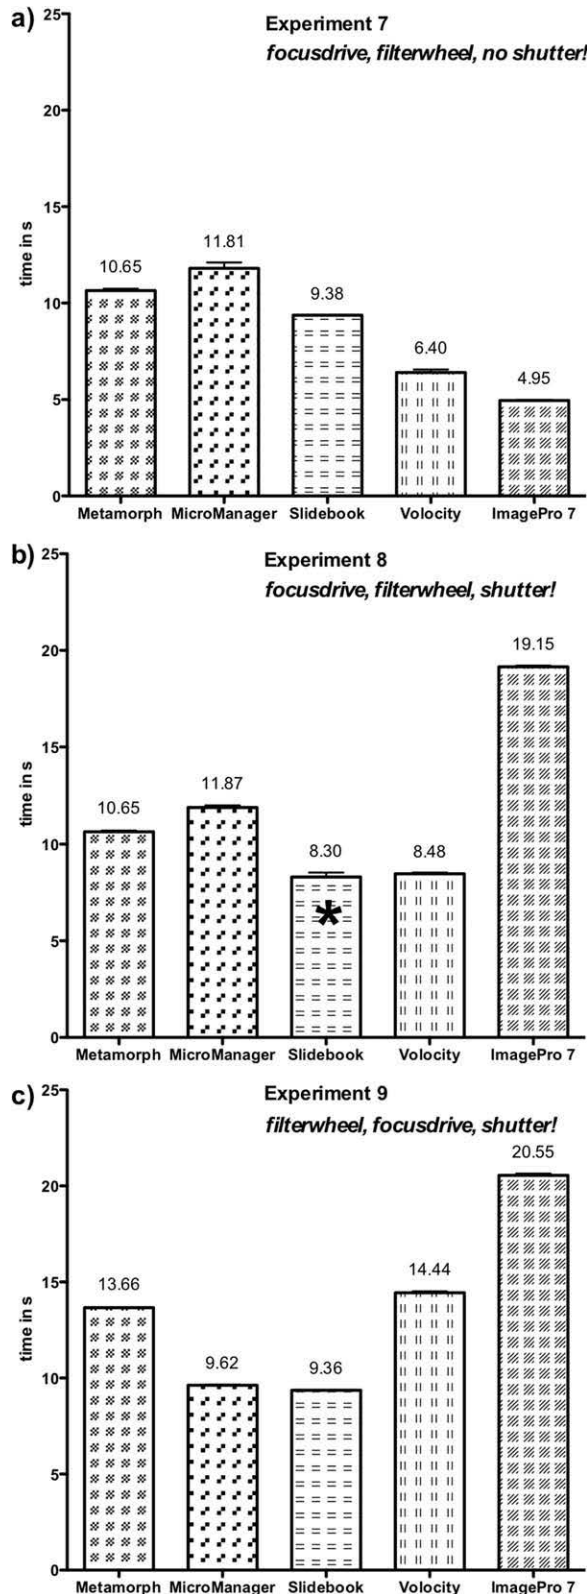 a)
Experiment 7
focusdrive, filterwheel, no shutter!
time in s
25
20
15
10
5
0
10.65
11.81
9.38
6.40
4.95
Metamorph MicroManager Slidebook Volocity ImagePro 7
b)
Experiment 8
focusdrive, filterwheel, shutter!
time in s
25
20
15
10
5
0
10.65
11.87
8.30
*
8.48
19.15
Metamorph MicroManager Slidebook Volocity ImagePro 7
c)
Experiment 9
filterwheel, focusdrive, shutter!
time in s
25
20
15
10
5
0
13.66
9.62
9.36
14.44
20.55
Metamorph MicroManager Slidebook Volocity ImagePro 7